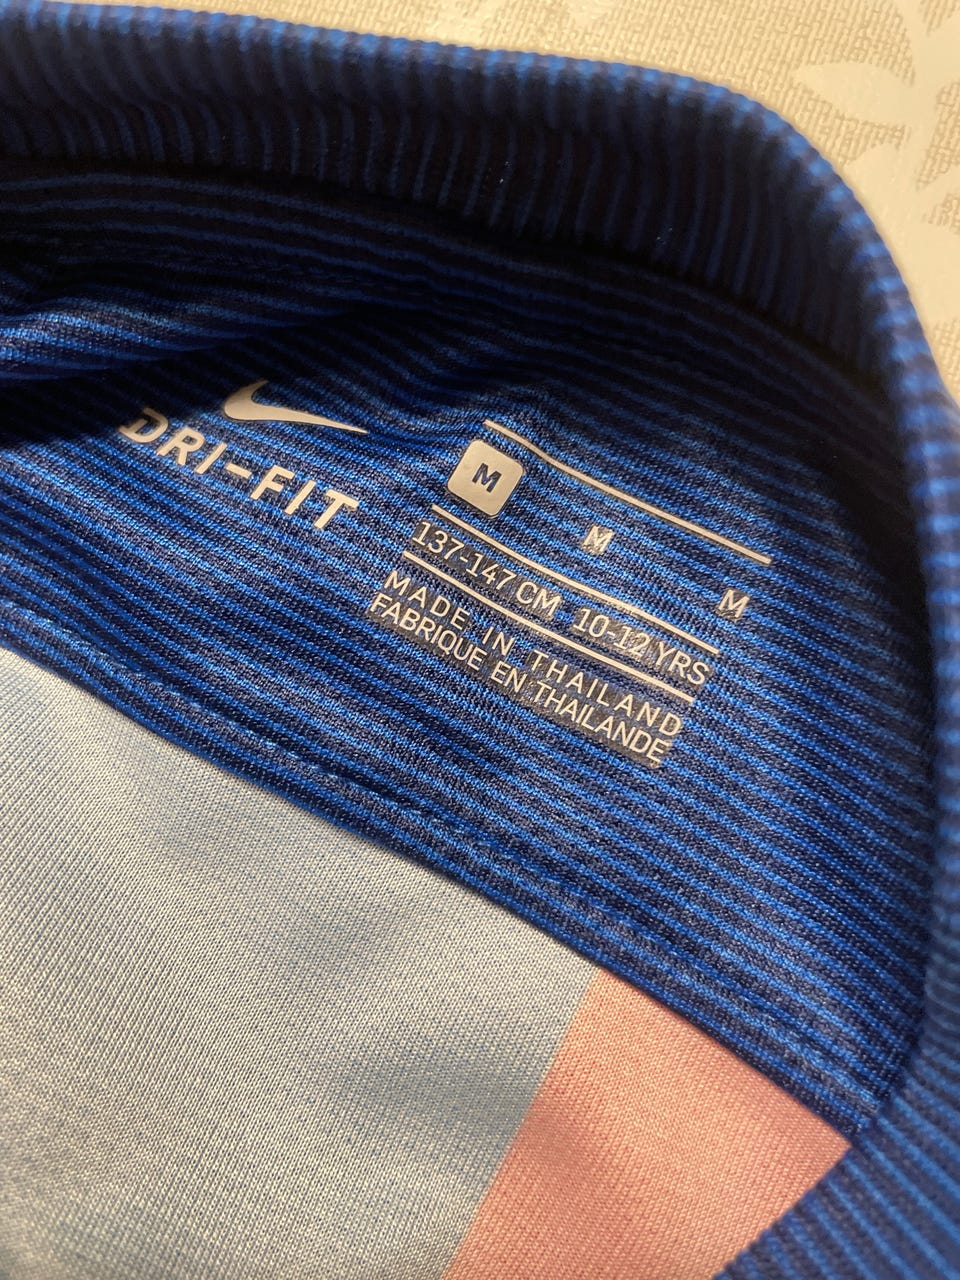 DRI-FIT
M
M
M
137-147 CM 10-12 YRS
MADE IN THAILAND
FABRIQUE EN THAILANDE